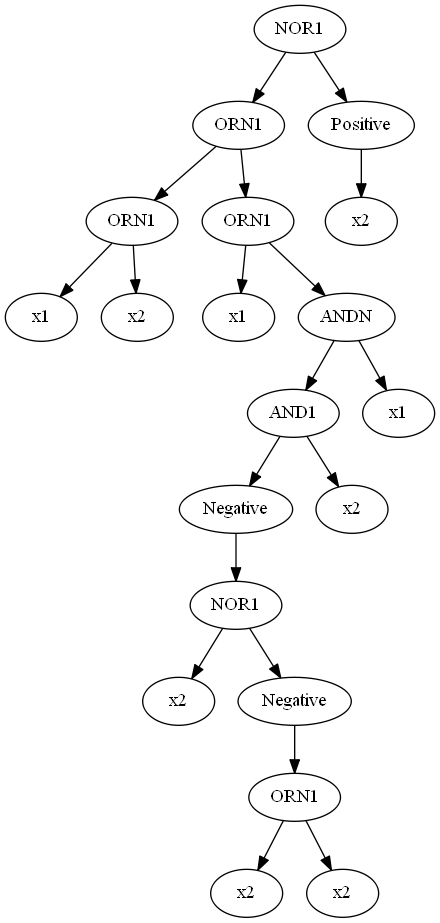 NOR1
ORN1
Positive
ORN1
ORN1
x2
x1
x2
x1
ANDN
AND1
x1
Negative
x2
NOR1
x2
Negative
ORN1
x2
x2